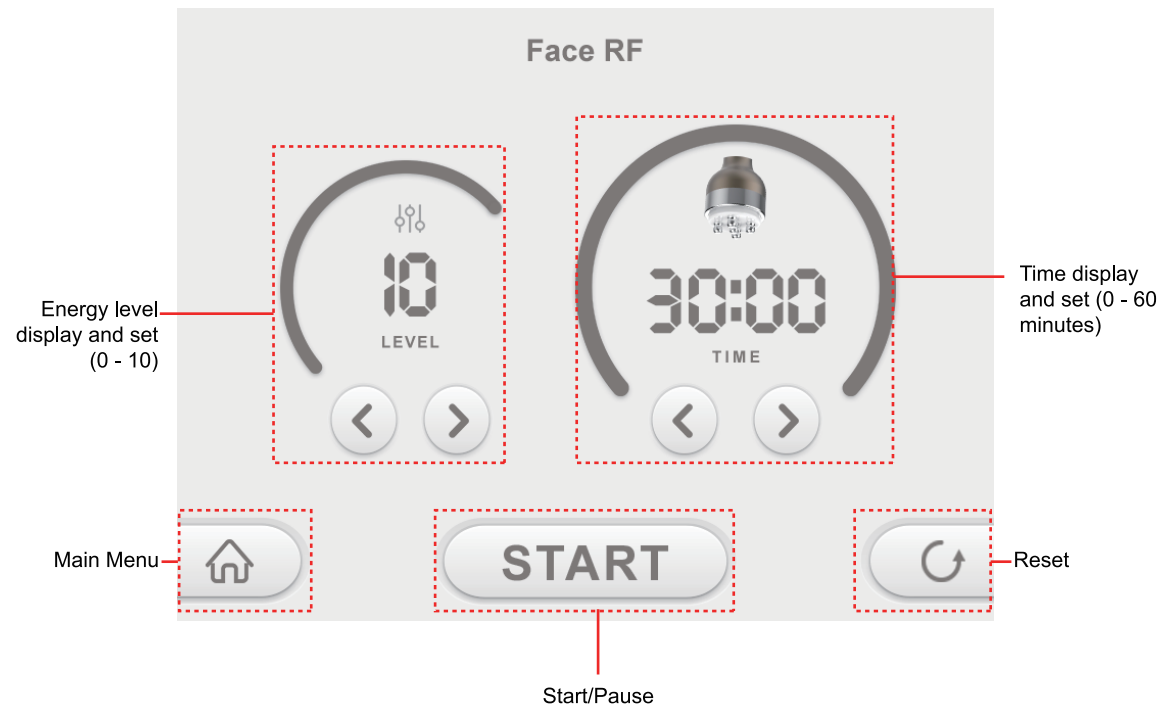 Face RF
10
LEVEL
30:00
TIME
Energy level
display and set
(0 - 10)
Time display
and set (0 - 60
minutes)
Main Menu
START
Reset
Start/Pause